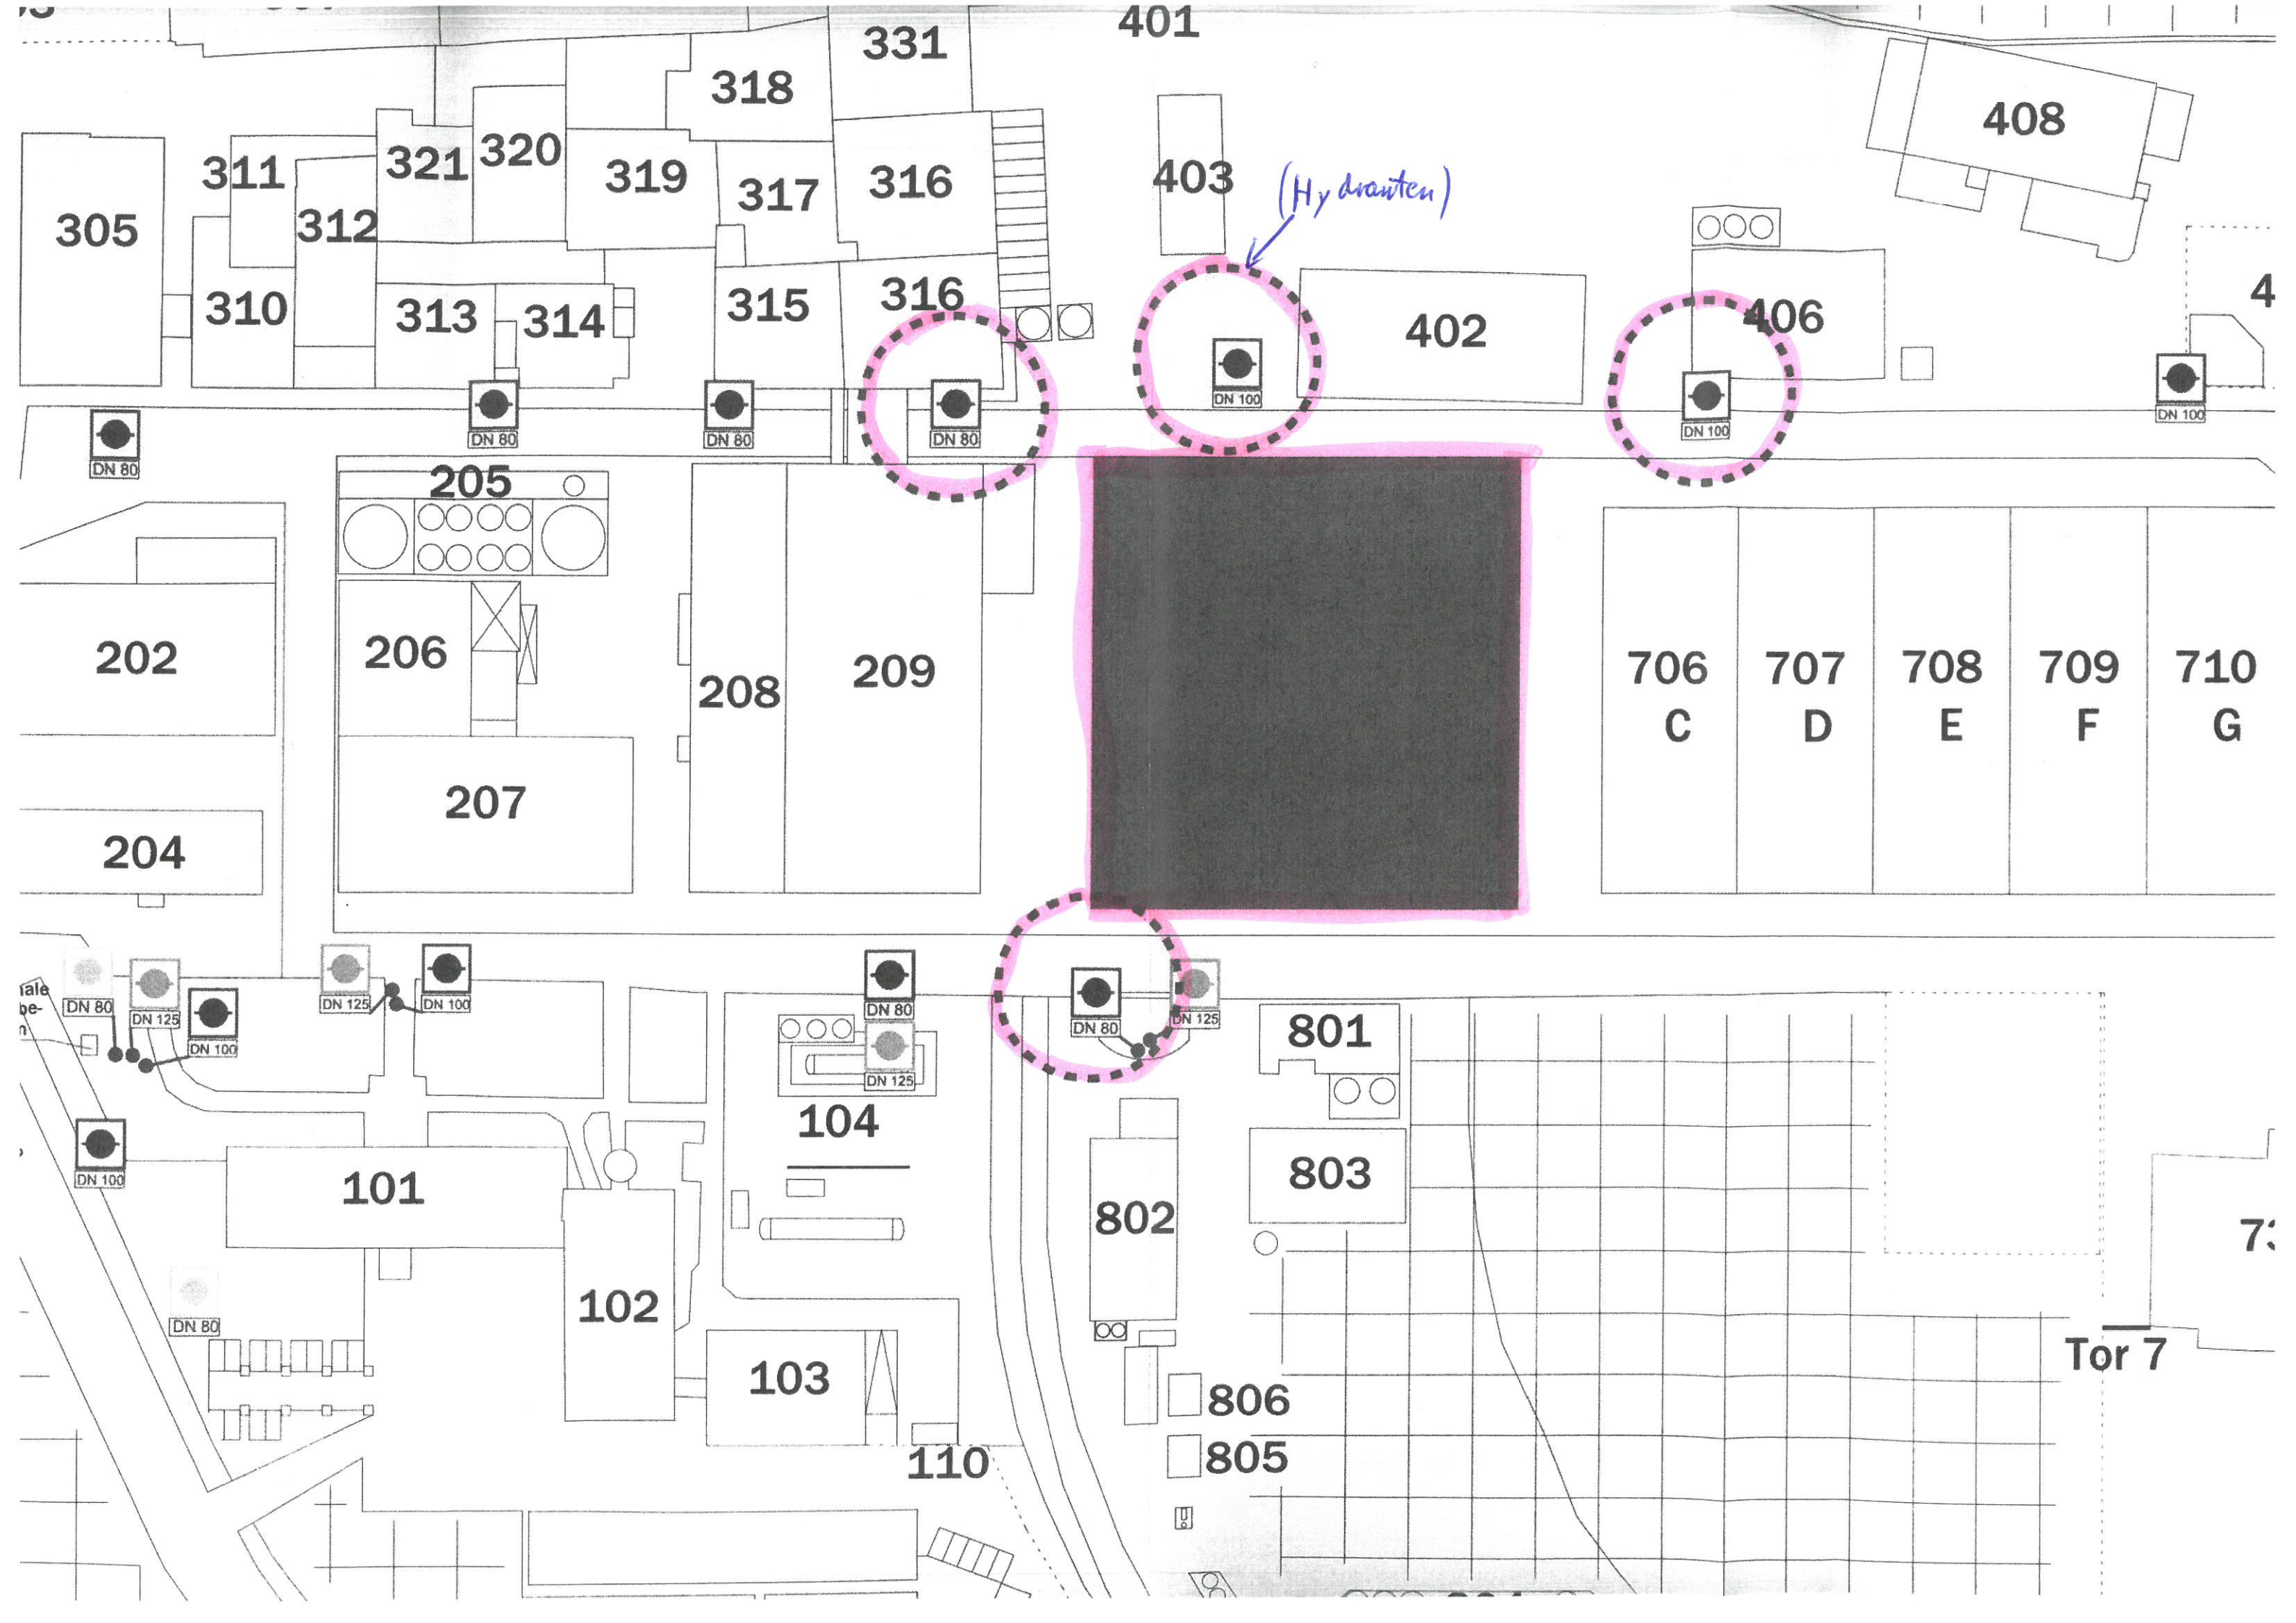 401
331
318
408
320
321
311
319
403
(Hydranten)
316
317
312
305
316
315
310
313
314
402
406
4
DN 80
DN 80
DN 80
DN 80
DN 100
DN 100
DN 100
205
202
206
208
209
706
C
707
D
708
E
709
F
710
G
207
204
DN 80
DN 125
DN 100
DN 125
DN 100
DN 80
DN 125
DN 80
DN 125
801
104
DN 100
101
803
802
DN 80
102
103
Tor 7
806
805
110